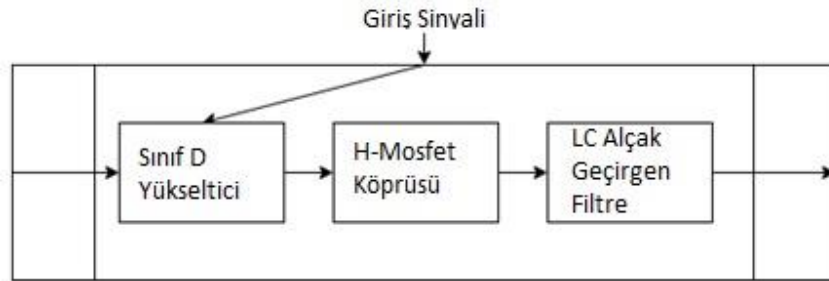 Giriş Sinyali
Sınıf D
Yükseltici
H-Mosfet
Köprüsü
LC Alçak
Geçirgen
Filtre